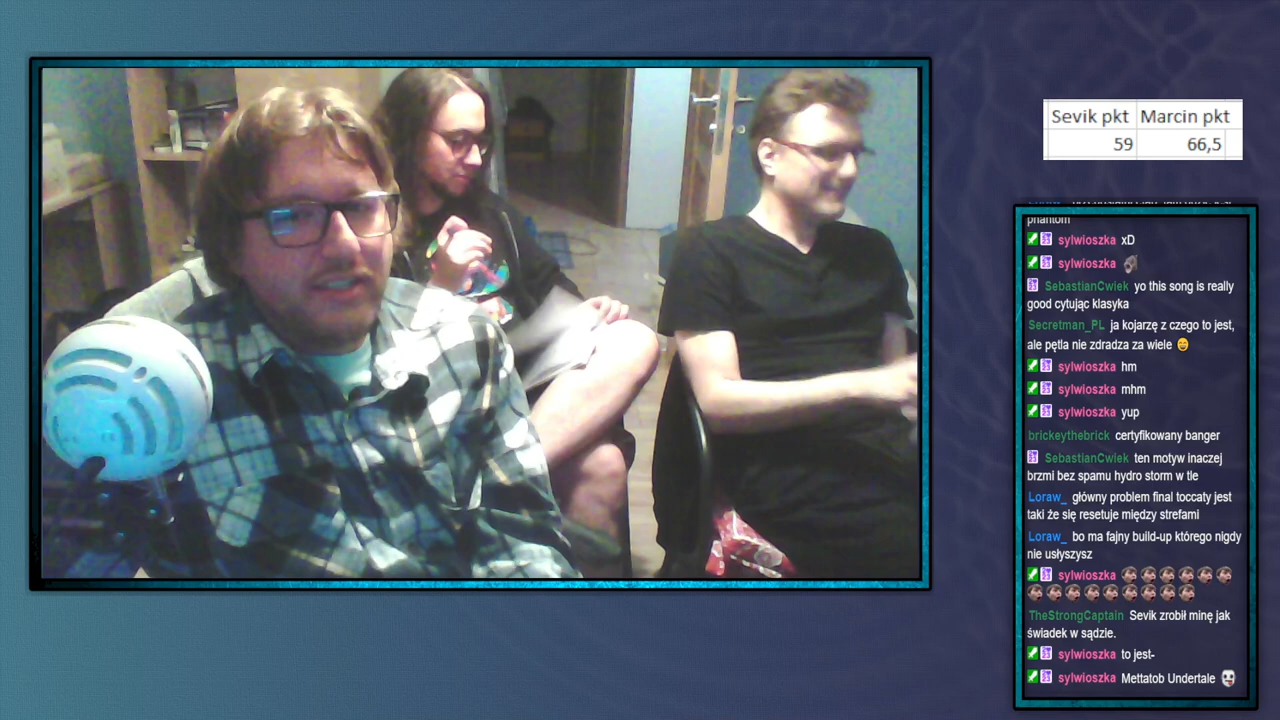 Sevik pkt Marcin pkt
59 66,5
phantom
sylwioszka xD
sylwioszka
SebastianCwiek yo this song is really
good cytując klasyka
Secretman_PL ja kojarzę z czego to jest,
ale pętla nie zdradza za wiele 😄
sylwioszka hm
sylwioszka mhm
sylwioszka yup
brickeythebrick certyfikowany banger
SebastianCwiek ten motyw inaczej
brzmi bez spamu hydro storm w tle
Loraw_ główny problem final toccaty jest
taki że się resetuje między strefami
Loraw_ bo ma fajny build-up którego nigdy
nie usłyszysz
sylwioszka
TheStrongCaptain Sevik zrobił minę jak
świadek w sądzie.
sylwioszka to jest-
sylwioszka Mettatob Undertale